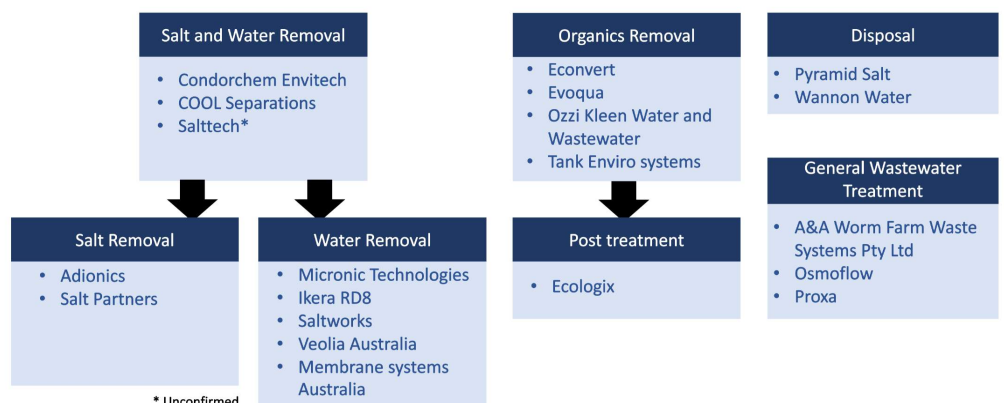 Salt and Water Removal
• Condorchem Envitech
• COOL Separations
• Salttech*
Organics Removal
• Econvert
• Evoqua
• Ozzi Kleen Water and
Wastewater
• Tank Enviro systems
Disposal
• Pyramid Salt
• Wannon Water
Salt Removal
• Adionics
• Salt Partners
Water Removal
• Micronic Technologies
• Ikera RD8
• Saltworks
• Veolia Australia
• Membrane systems
Australia
Post treatment
• Ecologix
General Wastewater
Treatment
• A&A Worm Farm Waste
Systems Pty Ltd
• Osmoflow
• Proxa
* Unconfirmed